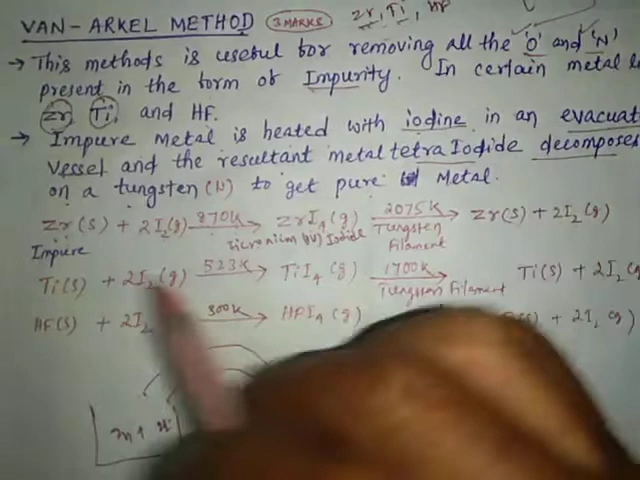 Zr, Ti, HF
VAN-ARKEL METHOD (3 MARKS)
→ This methods is useful for removing all the 'O' and 'N'
present in the form of Impurity. In certain metal
Zr, Ti, and HF.
→ Impure Metal is heated with iodine in an evacuat
vessel and the resultant metal tetra Iodide decomposes
on a tungsten (W) to get pure Metal.
Zr(s) + 2I2(g) 870K → ZrI4(g) 2075K → Zr(s) + 2I2(g)
Impure Ziconium (IV) Iodide Tungsten Filament
Ti(s) + 2I2(g) 523K → TiI4(g) 1700K → Ti(s) + 2I2(g
Tungsten Filament
HF(s) + 2I2 300K → HFI4(g) + 2I2(g)
m +